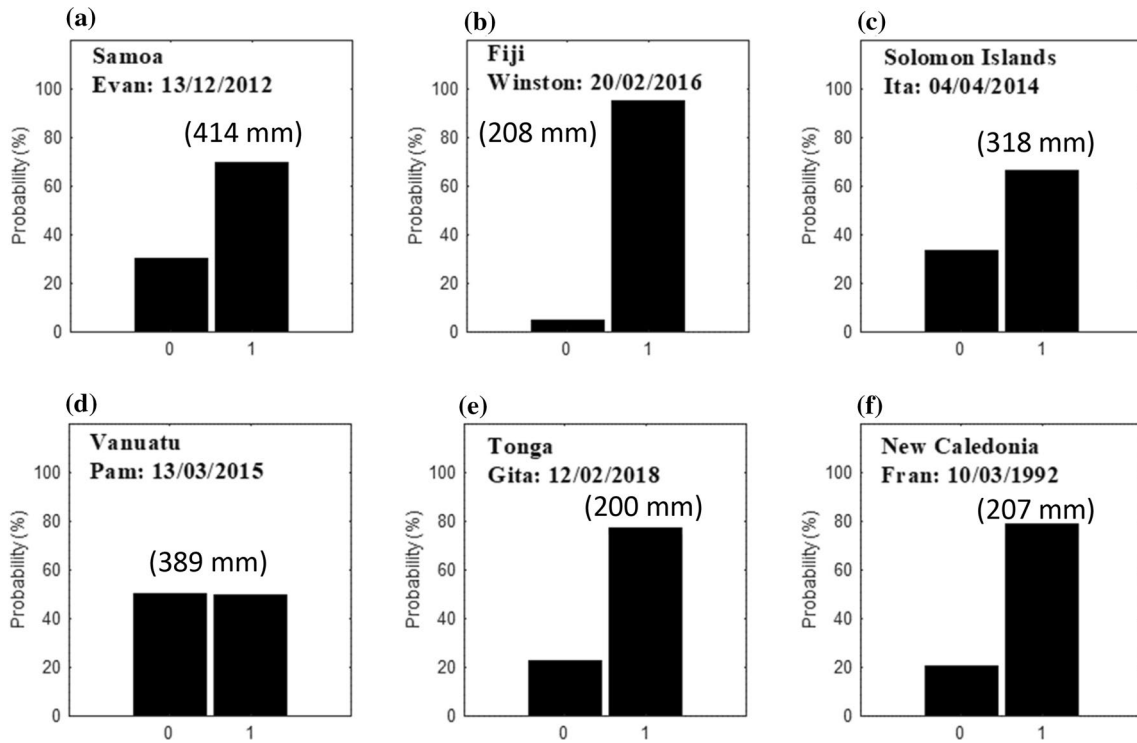 (a)
Samoa
Evan: 13/12/2012
(414 mm)
Probability (%)
100
80
60
40
20
0
0 1
(b)
Fiji
Winston: 20/02/2016
(208 mm)
Probability (%)
100
80
60
40
20
0
0 1
(c)
Solomon Islands
Ita: 04/04/2014
(318 mm)
Probability (%)
100
80
60
40
20
0
0 1
(d)
Vanuatu
Pam: 13/03/2015
(389 mm)
Probability (%)
100
80
60
40
20
0
0 1
(e)
Tonga
Gita: 12/02/2018
(200 mm)
Probability (%)
100
80
60
40
20
0
0 1
(f)
New Caledonia
Fran: 10/03/1992
(207 mm)
Probability (%)
100
80
60
40
20
0
0 1